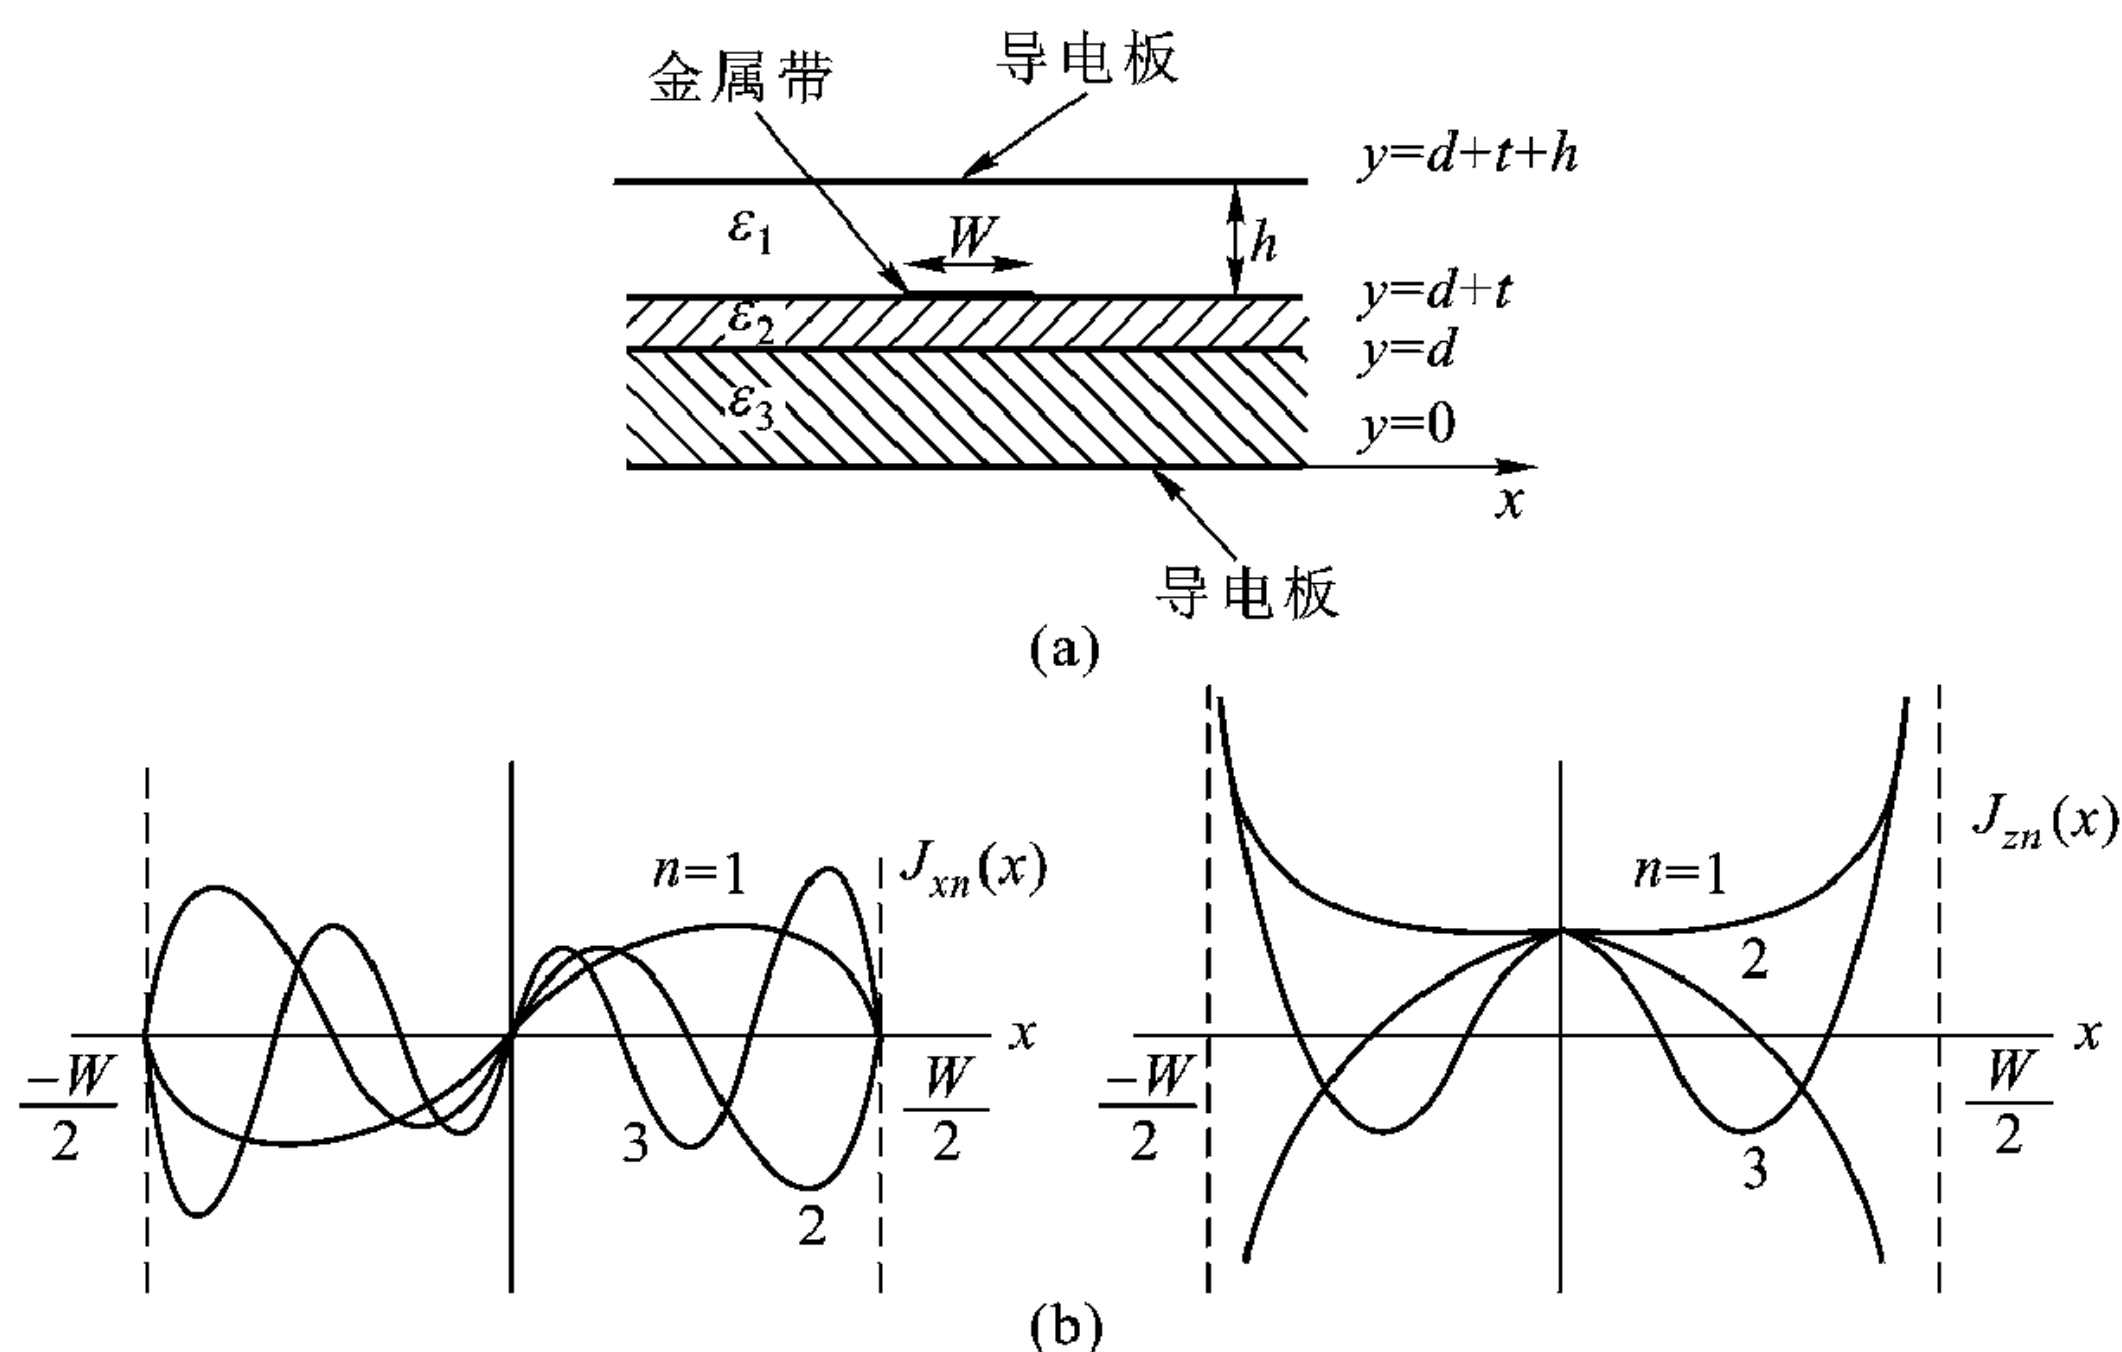 导电板
金属带
y=d+t+h
ε₁
W
h
y=d+t
ε₂
y=d
ε₃
y=0
x
导电板
(a)
n=1
Jₓₙ(x)
x
-W/2
W/2
3
2
n=1
J_zn(x)
2
x
-W/2
W/2
3
(b)